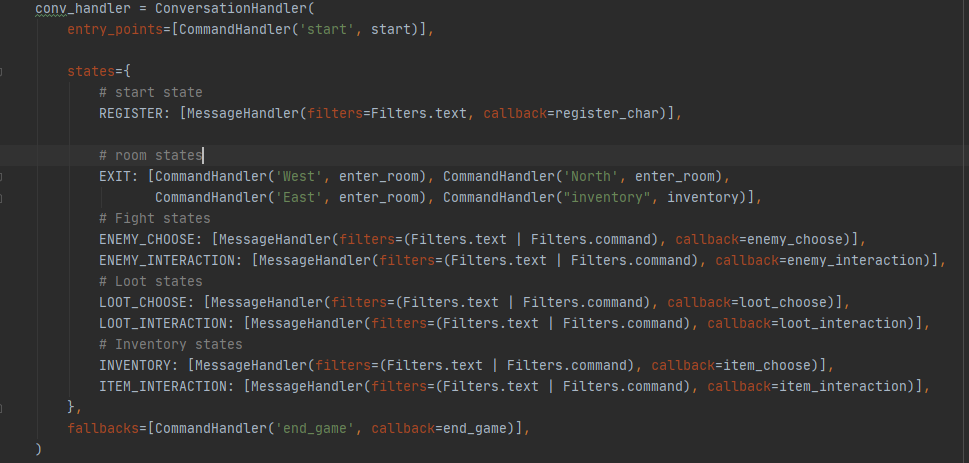 conv_handler = ConversationHandler(
    entry_points=[CommandHandler('start', start)],

    states={
        # start state
        REGISTER: [MessageHandler(filters=Filters.text, callback=register_char)],

        # room states
        EXIT: [CommandHandler('West', enter_room), CommandHandler('North', enter_room),
               CommandHandler('East', enter_room), CommandHandler("inventory", inventory)],
        # Fight states
        ENEMY_CHOOSE: [MessageHandler(filters=(Filters.text | Filters.command), callback=enemy_choose)],
        ENEMY_INTERACTION: [MessageHandler(filters=(Filters.text | Filters.command), callback=enemy_interaction)],
        # Loot states
        LOOT_CHOOSE: [MessageHandler(filters=(Filters.text | Filters.command), callback=loot_choose)],
        LOOT_INTERACTION: [MessageHandler(filters=(Filters.text | Filters.command), callback=loot_interaction)],
        # Inventory states
        INVENTORY: [MessageHandler(filters=(Filters.text | Filters.command), callback=item_choose)],
        ITEM_INTERACTION: [MessageHandler(filters=(Filters.text | Filters.command), callback=item_interaction)],
    },
    fallbacks=[CommandHandler('end_game', callback=end_game)],
)